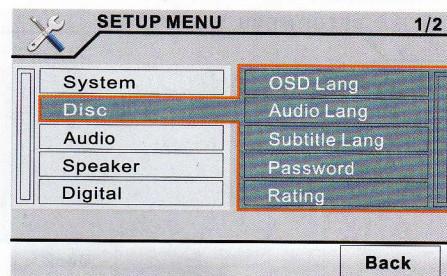 SETUP MENU 1/2
System
Disc
Audio
Speaker
Digital
OSD Lang
Audio Lang
Subtitle Lang
Password
Rating
Back